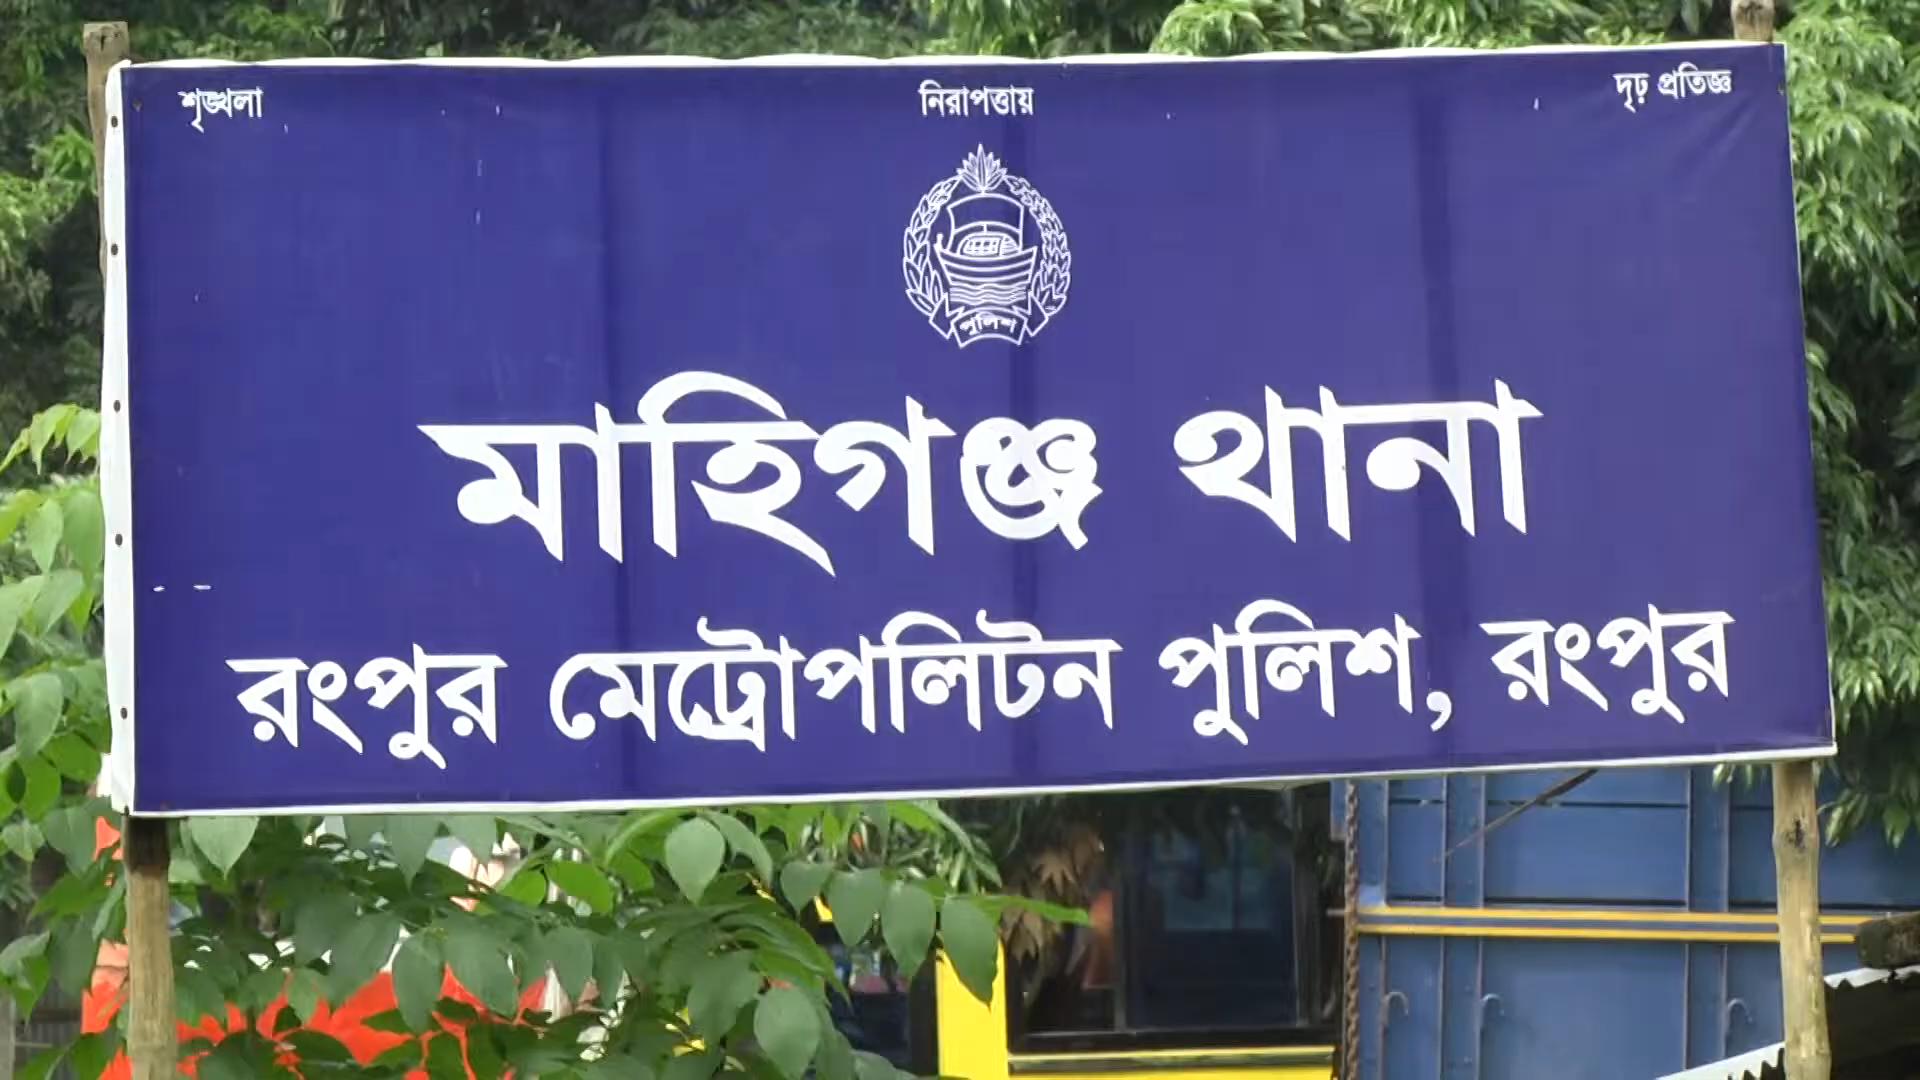 শৃঙ্খলা নিরাপত্তায় দৃঢ় প্রতিজ্ঞ
পুলিশ
মাহিগঞ্জ থানা
রংপুর মেট্রোপলিটন পুলিশ, রংপুর